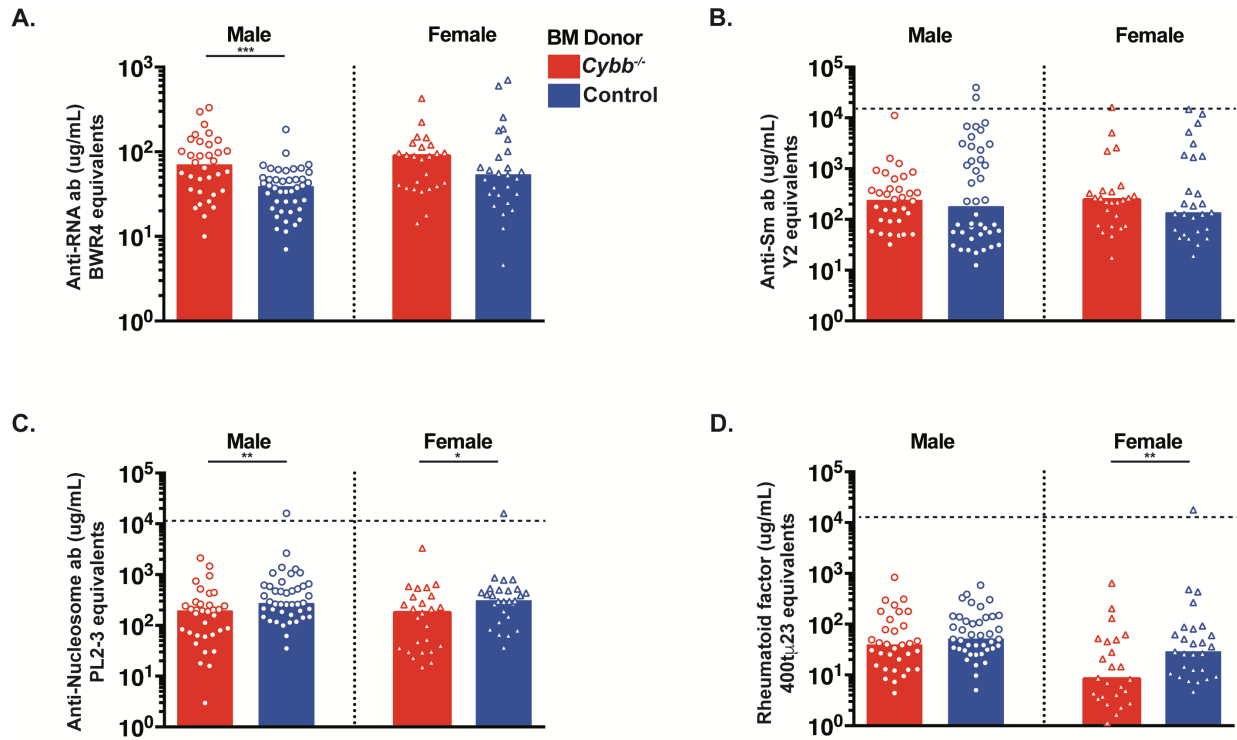 A.
Male
Female
***
BM Donor
Cybb-/-
Control
Anti-RNA ab (ug/mL)
BWR4 equivalents
10³
10²
10¹
10⁰
B.
Male
Female
Anti-Sm ab (ug/mL)
Y2 equivalents
10⁵
10⁴
10³
10²
10¹
10⁰
C.
Male
Female
**
*
Anti-Nucleosome ab (ug/mL)
PL2-3 equivalents
10⁵
10⁴
10³
10²
10¹
10⁰
D.
Male
Female
**
Rheumatoid factor (ug/mL)
400tμ23 equivalents
10⁵
10⁴
10³
10²
10¹
10⁰